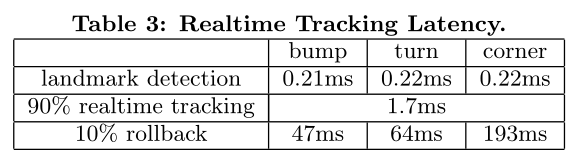 Table 3: Realtime Tracking Latency.
bump turn corner
landmark detection 0.21ms 0.22ms 0.22ms
90% realtime tracking 1.7ms
10% rollback 47ms 64ms 193ms